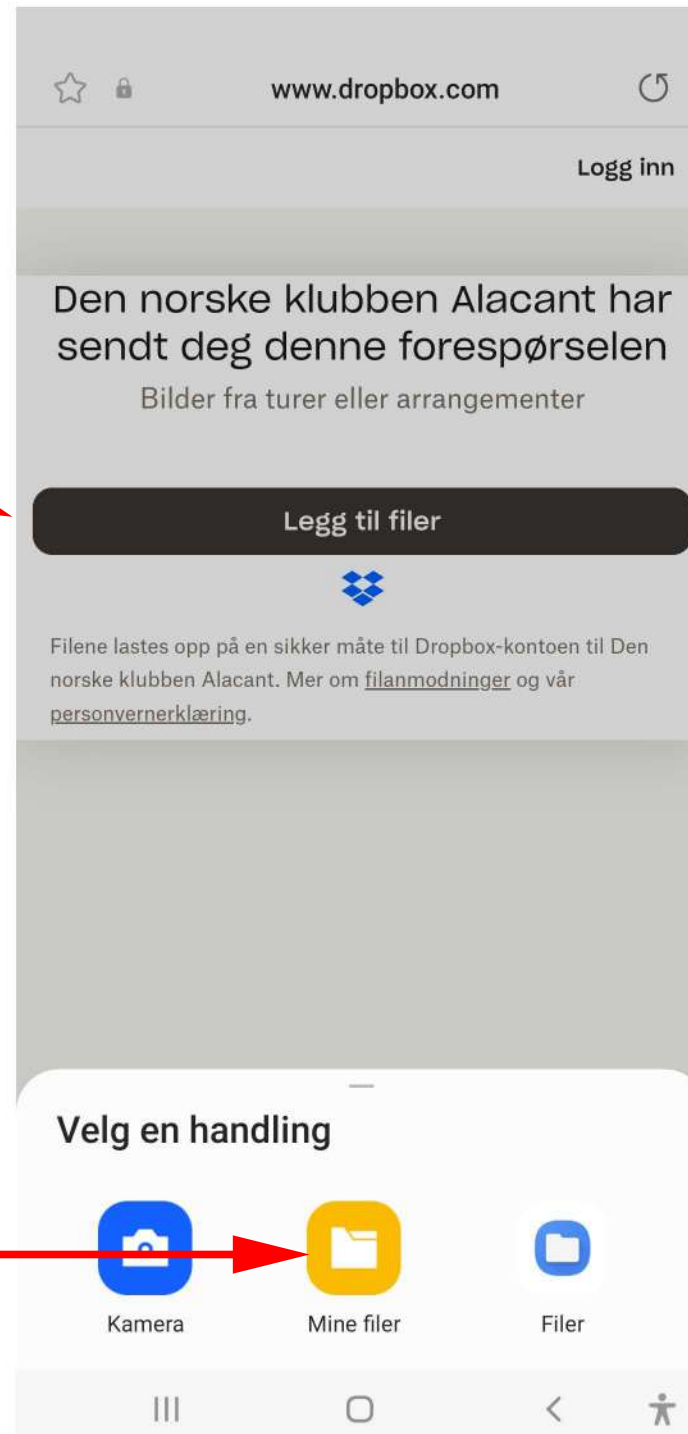 www.dropbox.com
Logg inn
Den norske klubben Alacant har
sendt deg denne forespørselen
Bilder fra turer eller arrangementer
Legg til filer
Filene lastes opp på en sikker måte til Dropbox-kontoen til Den
norske klubben Alacant. Mer om filanmodninger og vår
personvernerklæring.
Velg en handling
Kamera Mine filer Filer